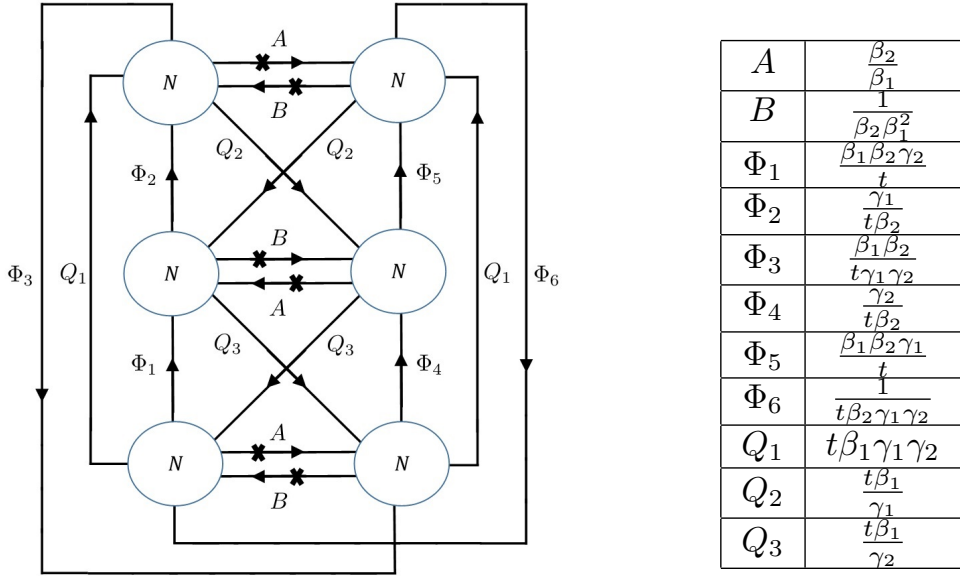 A
N N
B
Q₂ Q₂
Φ₂ Φ₅
B
Φ₃ Q₁ N N Q₁ Φ₆
A
Q₃ Q₃
Φ₁ Φ₄
A
N N
B
A β₂/β₁
B 1/(β₂β₁²)
Φ₁ β₁β₂γ₂/t
Φ₂ γ₁/(tβ₂)
Φ₃ β₁β₂/(tγ₁γ₂)
Φ₄ γ₂/(tβ₂)
Φ₅ β₁β₂γ₁/t
Φ₆ 1/(tβ₂γ₁γ₂)
Q₁ tβ₁γ₁γ₂
Q₂ tβ₁/γ₁
Q₃ tβ₁/γ₂